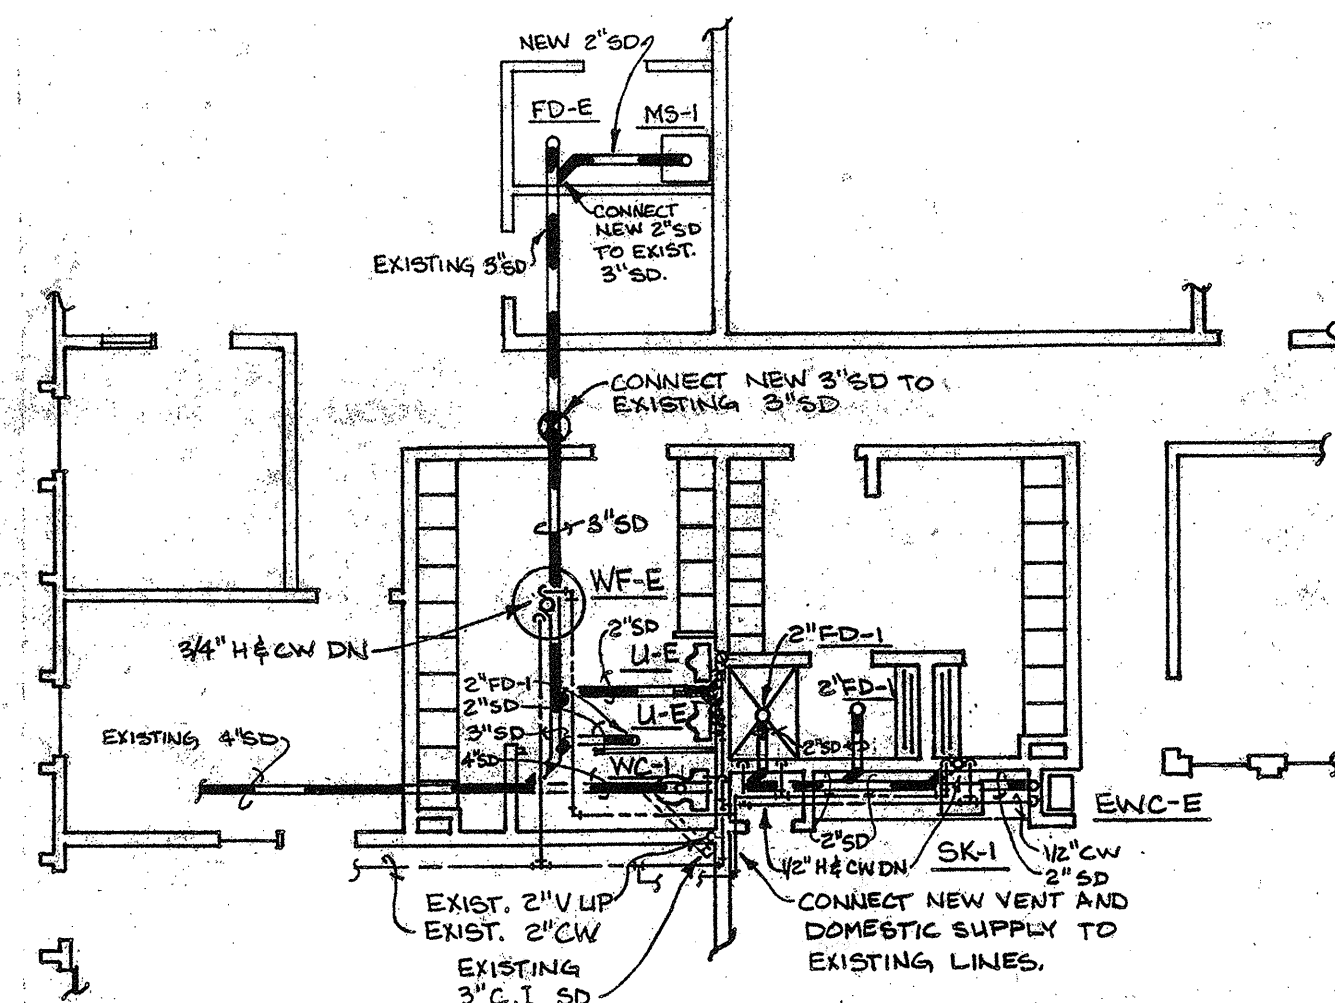 NEW 2"SD
FD-E
MS-1
CONNECT
NEW 2"SD
TO EXIST.
3"SD.
EXISTING 3"SD
CONNECT NEW 3"SD TO
EXISTING 3"SD
3"SD
WF-E
3/4" H & CW DN
2"SD
U-E
2"FD-1
2"FD-1
2"FD-1
2"SD
U-E
3"SD
2"SD
EXISTING 4"SD
4"SD
WC-1
EWC-E
2"SD
1/2" H & CW DN
SK-1
1/2"CW
2"SD
EXIST. 2"V UP
EXIST. 2"CW
CONNECT NEW VENT AND
DOMESTIC SUPPLY TO
EXISTING LINES.
EXISTING
3"C.I SD